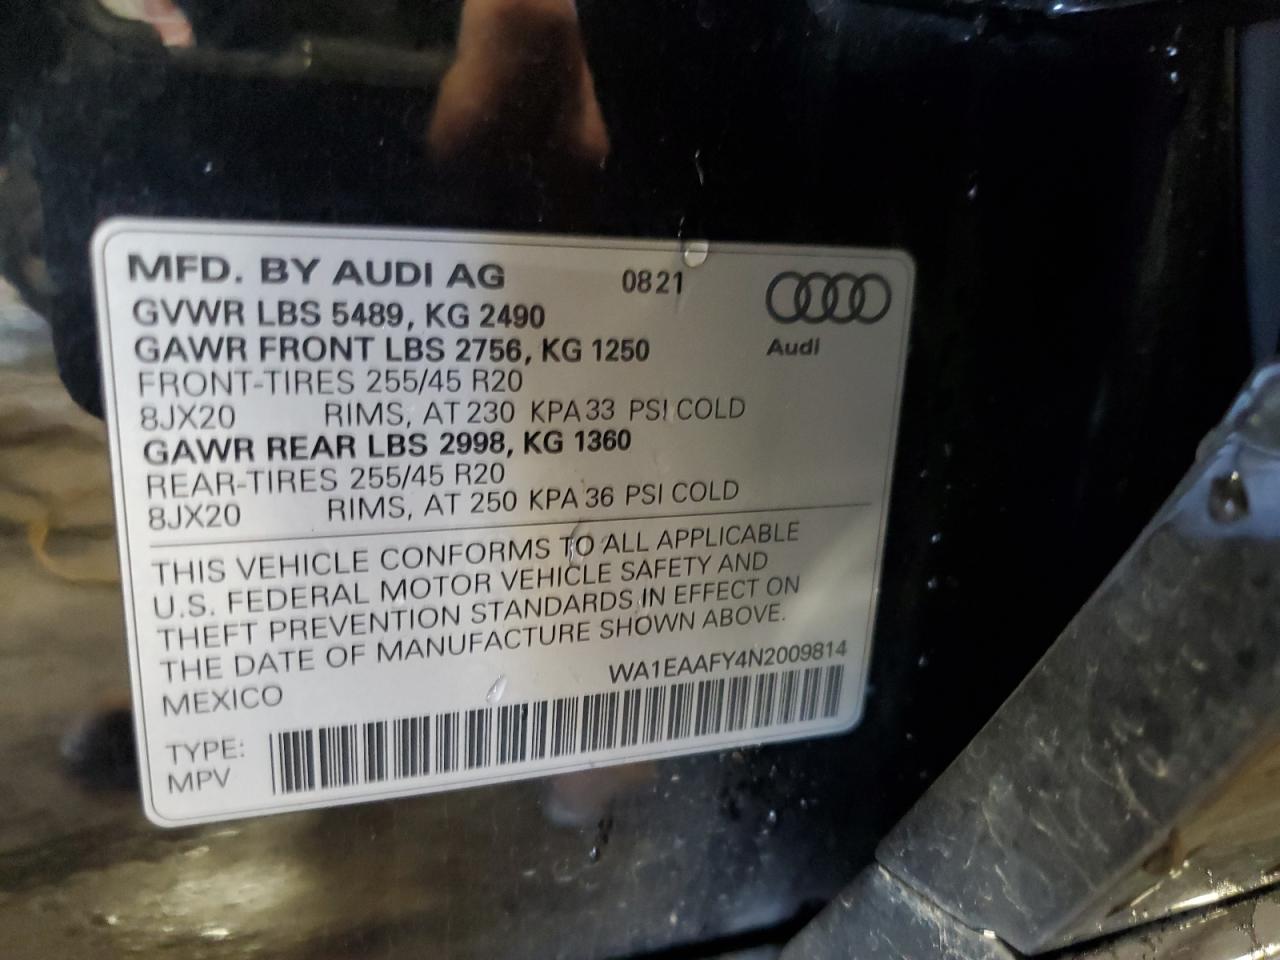 MFD. BY AUDI AG 0821
GVWR LBS 5489, KG 2490
GAWR FRONT LBS 2756, KG 1250
Audi
FRONT-TIRES 255/45 R20
8JX20 RIMS, AT 230 KPA 33 PSI COLD
GAWR REAR LBS 2998, KG 1360
REAR-TIRES 255/45 R20
8JX20 RIMS, AT 250 KPA 36 PSI COLD
THIS VEHICLE CONFORMS TO ALL APPLICABLE
U.S. FEDERAL MOTOR VEHICLE SAFETY AND
THEFT PREVENTION STANDARDS IN EFFECT ON
THE DATE OF MANUFACTURE SHOWN ABOVE.
WA1EAAFY4N2009814
MEXICO
TYPE:
MPV